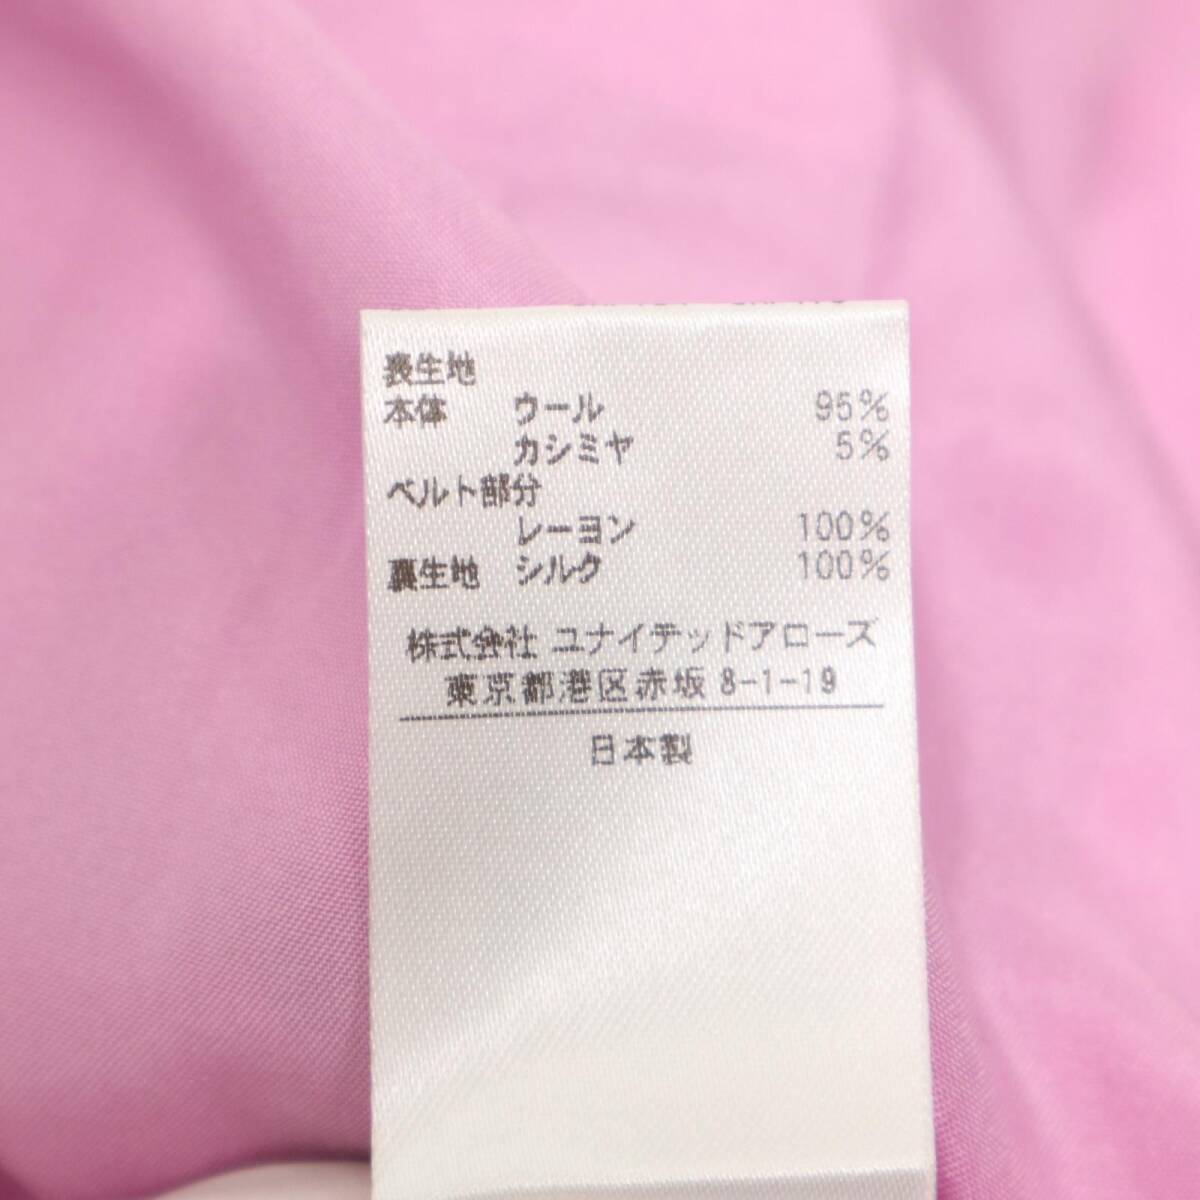 表生地
本体 ウール 95%
カシミヤ 5%
ベルト部分
レーヨン 100%
裏生地 シルク 100%
株式会社 ユナイテッドアローズ
東京都港区赤坂 8-1-19
日本製